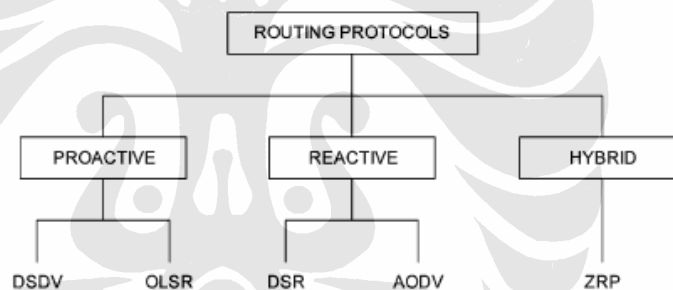 ROUTING PROTOCOLS
PROACTIVE
REACTIVE
HYBRID
DSDV
OLSR
DSR
AODV
ZRP